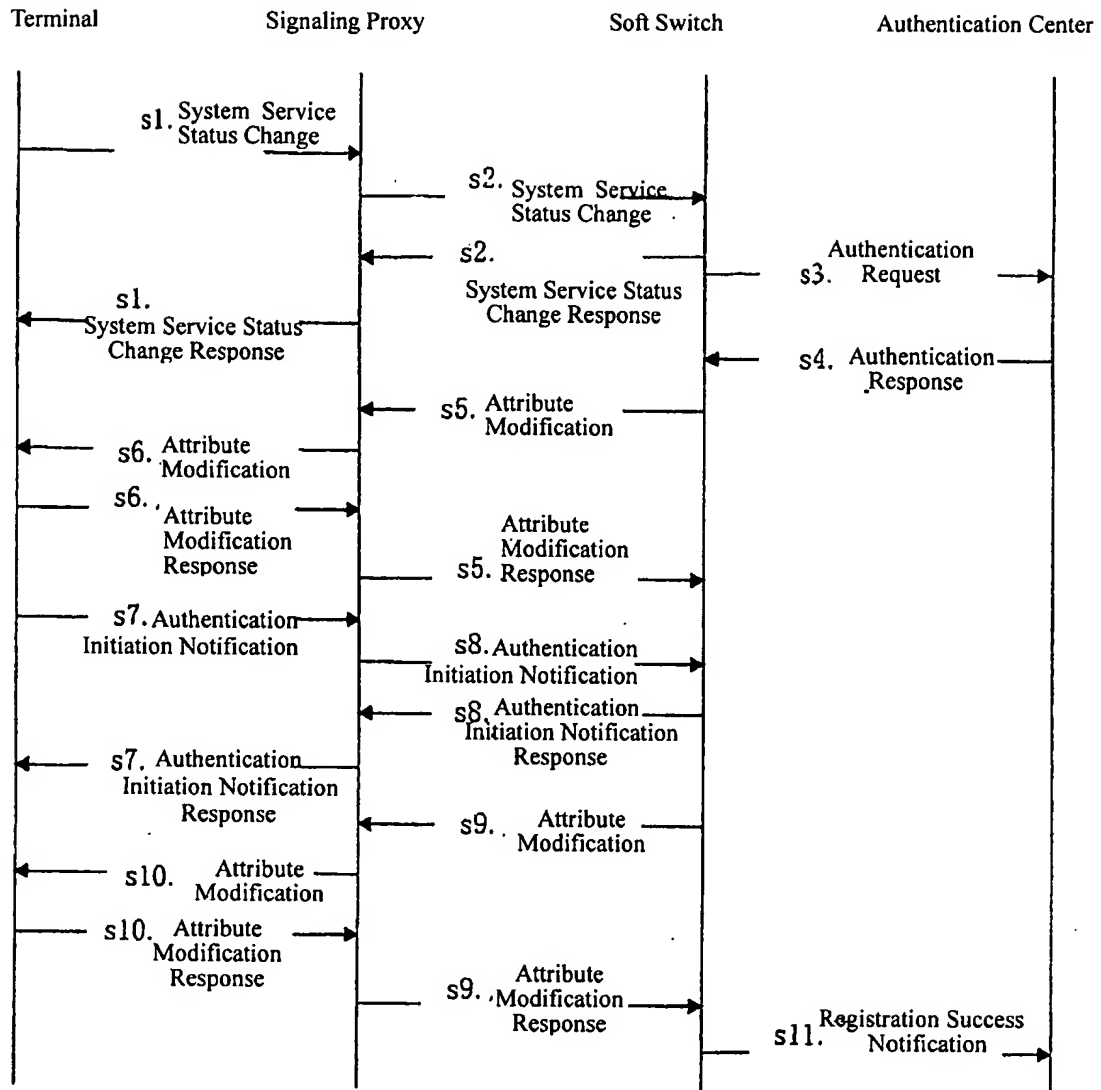 Terminal
Signaling Proxy
Soft Switch
Authentication Center
s1. System Service
Status Change
s2. System Service
Status Change
s2.
System Service Status
Change Response
s3. Authentication
Request
s1.
System Service Status
Change Response
s4. Authentication
Response
s5. Attribute
Modification
s6. Attribute
Modification
s6.
Attribute
Modification
Response
s5. Attribute
Modification
Response
s7. Authentication
Initiation Notification
s8. Authentication
Initiation Notification
s8. Authentication
Initiation Notification
Response
s7. Authentication
Initiation Notification
Response
s9. Attribute
Modification
s10. Attribute
Modification
s10. Attribute
Modification
Response
s9. Attribute
Modification
Response
s11. Registration Success
Notification